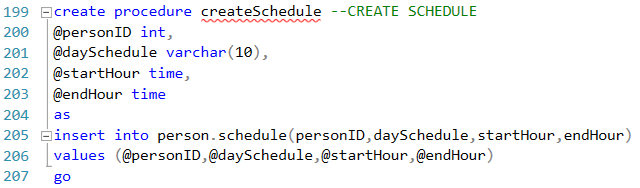 199 create procedure createSchedule --CREATE SCHEDULE
200 @personID int,
201 @daySchedule varchar(10),
202 @startHour time,
203 @endHour time
204 as
205 insert into person.schedule(personID,daySchedule,startHour,endHour)
206 values (@personID,@daySchedule,@startHour,@endHour)
207 go